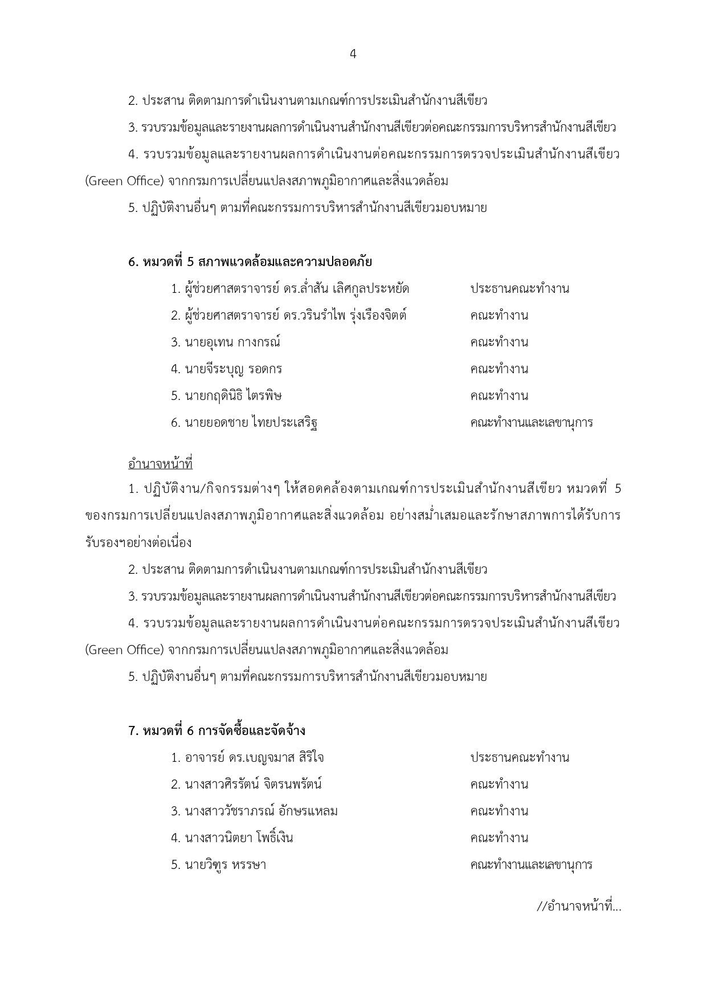 4
2. ประสาน ติดตามการดำเนินงานตามเกณฑ์การประเมินสำนักงานสีเขียว
3. รวบรวมข้อมูลและรายงานผลการดำเนินงานสำนักงานสีเขียวต่อคณะกรรมการบริหารสำนักงานสีเขียว
4. รวบรวมข้อมูลและรายงานผลการดำเนินงานต่อคณะกรรมการตรวจประเมินสำนักงานสีเขียว
(Green Office) จากกรมการเปลี่ยนแปลงสภาพภูมิอากาศและสิ่งแวดล้อม
5. ปฏิบัติงานอื่นๆ ตามที่คณะกรรมการบริหารสำนักงานสีเขียวมอบหมาย
6. หมวดที่ 5 สภาพแวดล้อมและความปลอดภัย
1. ผู้ช่วยศาสตราจารย์ ดร.ล่ำสัน เลิศกูลประหยัด ประธานคณะทำงาน
2. ผู้ช่วยศาสตราจารย์ ดร.วรินรำไพ รุ่งเรืองจิตต์ คณะทำงาน
3. นายอุเทน กางกรณ์ คณะทำงาน
4. นายจีระบุญ รอดกร คณะทำงาน
5. นายกฤดินิธิ ไตรพิษ คณะทำงาน
6. นายยอดชาย ไทยประเสริฐ คณะทำงานและเลขานุการ
อำนาจหน้าที่
1. ปฏิบัติงาน/กิจกรรมต่างๆ ให้สอดคล้องตามเกณฑ์การประเมินสำนักงานสีเขียว หมวดที่ 5
ของกรมการเปลี่ยนแปลงสภาพภูมิอากาศและสิ่งแวดล้อม อย่างสม่ำเสมอและรักษาสภาพการได้รับการ
รับรองฯอย่างต่อเนื่อง
2. ประสาน ติดตามการดำเนินงานตามเกณฑ์การประเมินสำนักงานสีเขียว
3. รวบรวมข้อมูลและรายงานผลการดำเนินงานสำนักงานสีเขียวต่อคณะกรรมการบริหารสำนักงานสีเขียว
4. รวบรวมข้อมูลและรายงานผลการดำเนินงานต่อคณะกรรมการตรวจประเมินสำนักงานสีเขียว
(Green Office) จากกรมการเปลี่ยนแปลงสภาพภูมิอากาศและสิ่งแวดล้อม
5. ปฏิบัติงานอื่นๆ ตามที่คณะกรรมการบริหารสำนักงานสีเขียวมอบหมาย
7. หมวดที่ 6 การจัดซื้อและจัดจ้าง
1. อาจารย์ ดร.เบญจมาส สิริใจ ประธานคณะทำงาน
2. นางสาวศิรรัตน์ จิตรนพรัตน์ คณะทำงาน
3. นางสาววัชราภรณ์ อักษรแหลม คณะทำงาน
4. นางสาวนิตยา โพธิ์เงิน คณะทำงาน
5. นายวิฑูร หรรษา คณะทำงานและเลขานุการ
//อำนาจหน้าที่...